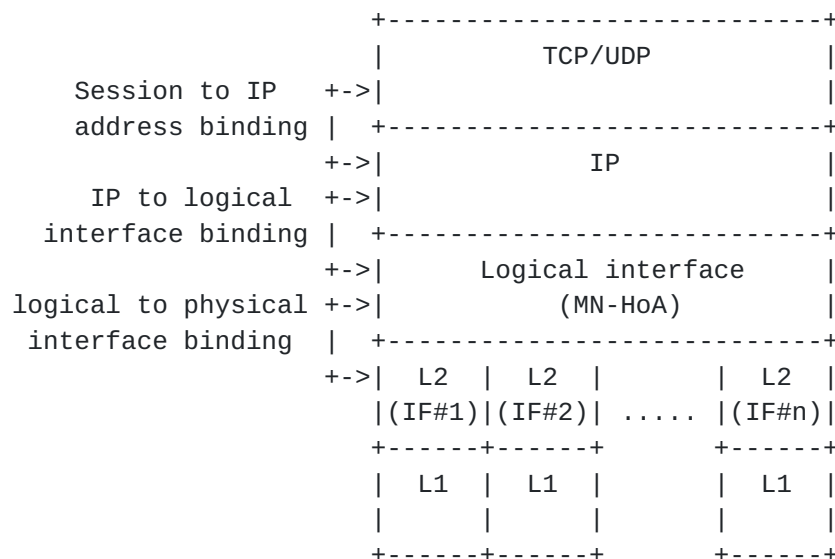 +-----------------------------+
                       |          TCP/UDP            |
    Session to IP   +->|                             |
    address binding |  +-----------------------------+
                    +->|             IP              |
     IP to logical  +->|                             |
  interface binding |  +-----------------------------+
                    +->|      Logical interface      |
logical to physical +->|           (MN-HoA)          |
 interface binding  |  +-----------------------------+
                    +->|  L2  |  L2  |       |  L2  |
                       |(IF#1)|(IF#2)| ..... |(IF#n)|
                       +------+------+       +------+
                       |  L1  |  L1  |       |  L1  |
                       |      |      |       |      |
                       +------+------+       +------+